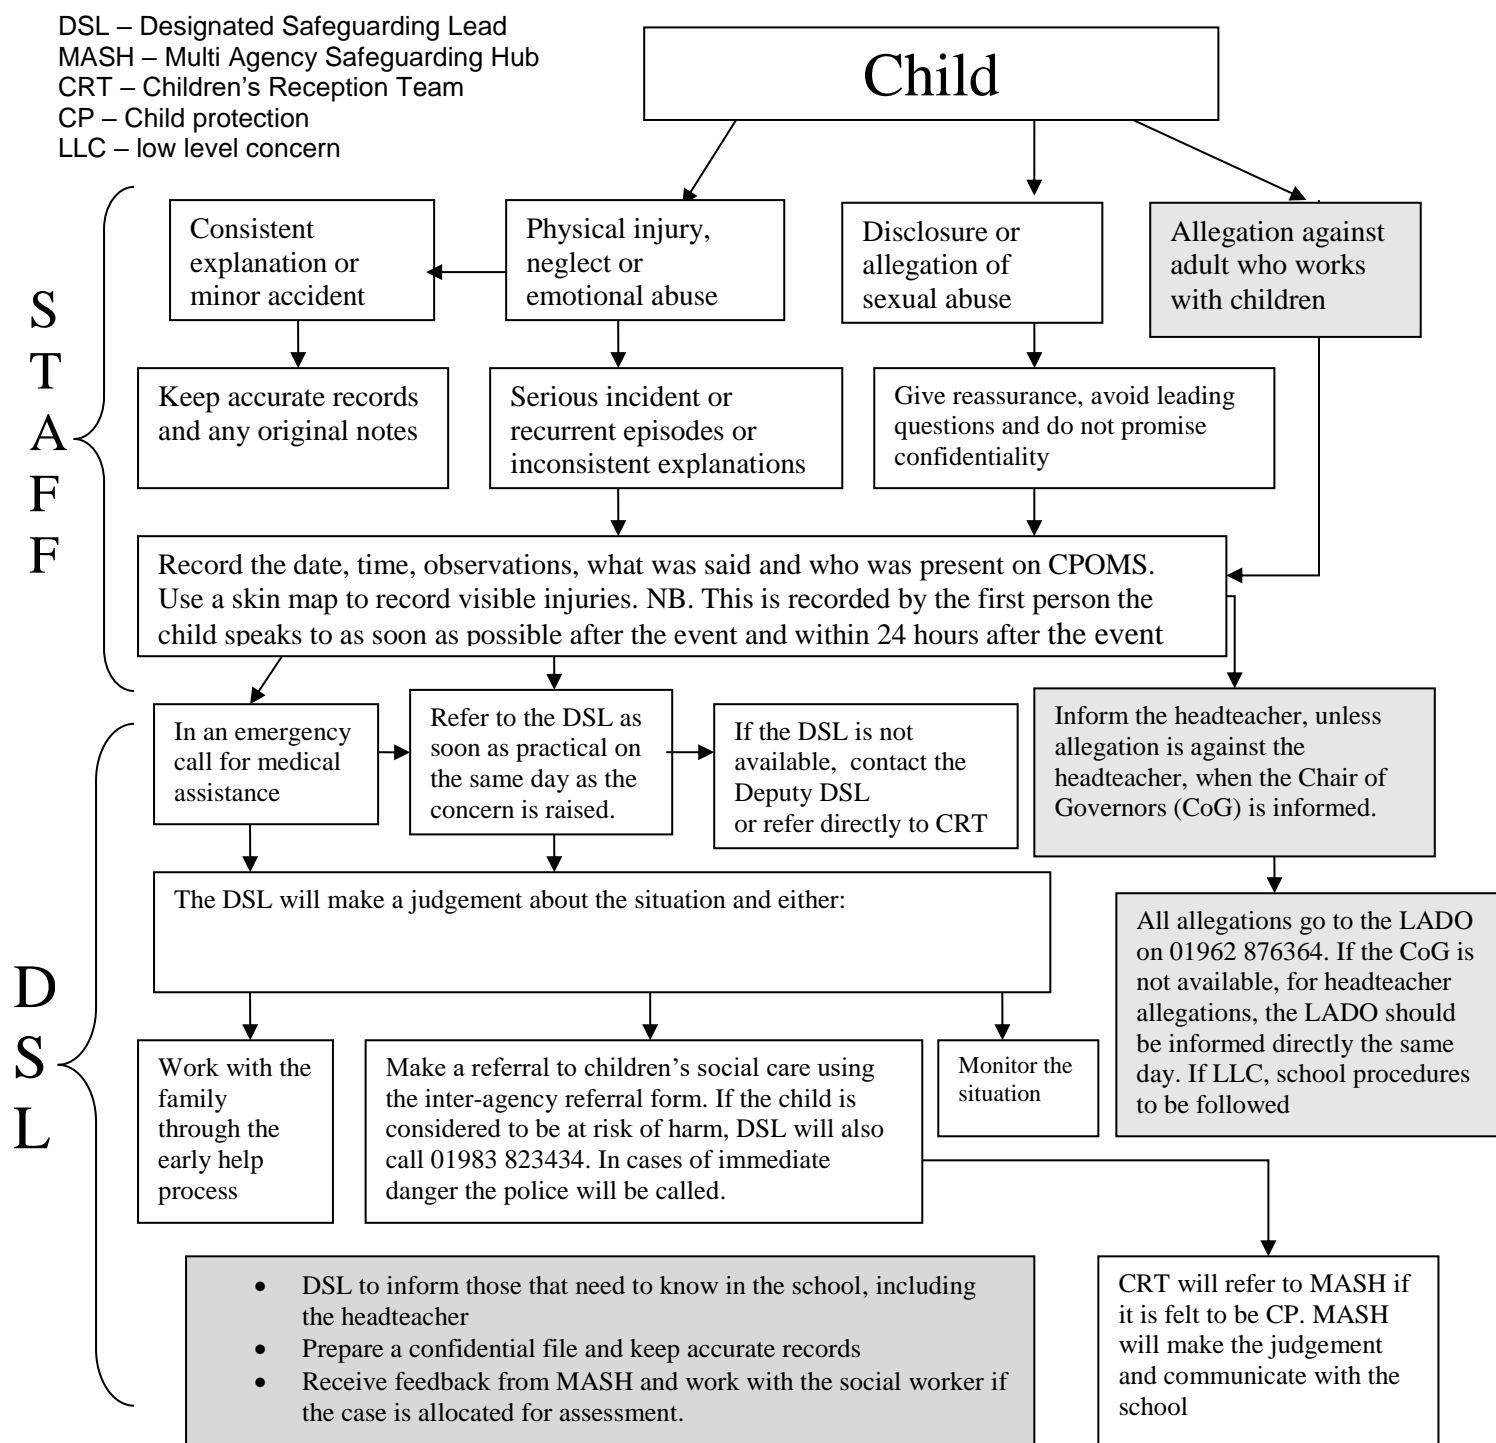 DSL – Designated Safeguarding Lead
MASH – Multi Agency Safeguarding Hub
CRT – Children's Reception Team
CP – Child protection
LLC – low level concern
Child
STAFF
Consistent
explanation or
minor accident
Physical injury,
neglect or
emotional abuse
Disclosure or
allegation of
sexual abuse
Allegation against
adult who works
with children
Keep accurate records
and any original notes
Serious incident or
recurrent episodes or
inconsistent explanations
Give reassurance, avoid leading
questions and do not promise
confidentiality
Record the date, time, observations, what was said and who was present on CPOMS.
Use a skin map to record visible injuries. NB. This is recorded by the first person the
child speaks to as soon as possible after the event and within 24 hours after the event
DSL
In an emergency
call for medical
assistance
Refer to the DSL as
soon as practical on
the same day as the
concern is raised.
If the DSL is not
available,  contact the
Deputy DSL
or refer directly to CRT
Inform the headteacher, unless
allegation is against the
headteacher, when the Chair of
Governors (CoG) is informed.
The DSL will make a judgement about the situation and either:
All allegations go to the LADO
on 01962 876364. If the CoG is
not available, for headteacher
allegations, the LADO should
be informed directly the same
day. If LLC, school procedures
to be followed
Work with the
family
through the
early help
process
Make a referral to children's social care using
the inter-agency referral form. If the child is
considered to be at risk of harm, DSL will also
call 01983 823434. In cases of immediate
danger the police will be called.
Monitor the
situation
• DSL to inform those that need to know in the school, including
the headteacher
• Prepare a confidential file and keep accurate records
• Receive feedback from MASH and work with the social worker if
the case is allocated for assessment.
CRT will refer to MASH if
it is felt to be CP. MASH
will make the judgement
and communicate with the
school